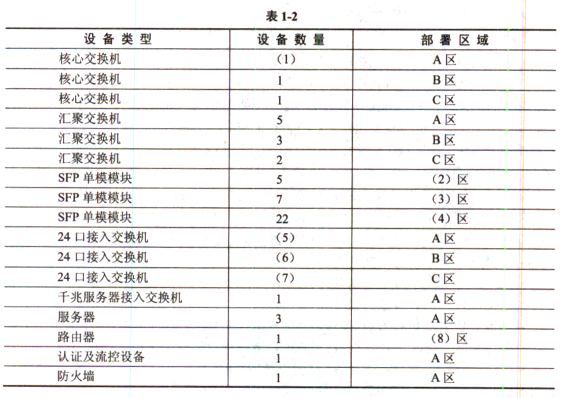 表 1-2
设备类型 设备数量 部署区域
核心交换机 （1） A 区
核心交换机 1 B 区
核心交换机 1 C 区
汇聚交换机 5 A 区
汇聚交换机 3 B 区
汇聚交换机 2 C 区
SFP 单模模块 5 （2）区
SFP 单模模块 7 （3）区
SFP 单模模块 22 （4）区
24 口接入交换机 （5） A 区
24 口接入交换机 （6） B 区
24 口接入交换机 （7） C 区
千兆服务器接入交换机 1 A 区
服务器 3 A 区
路由器 1 （8）区
认证及流控设备 1 A 区
防火墙 1 A 区